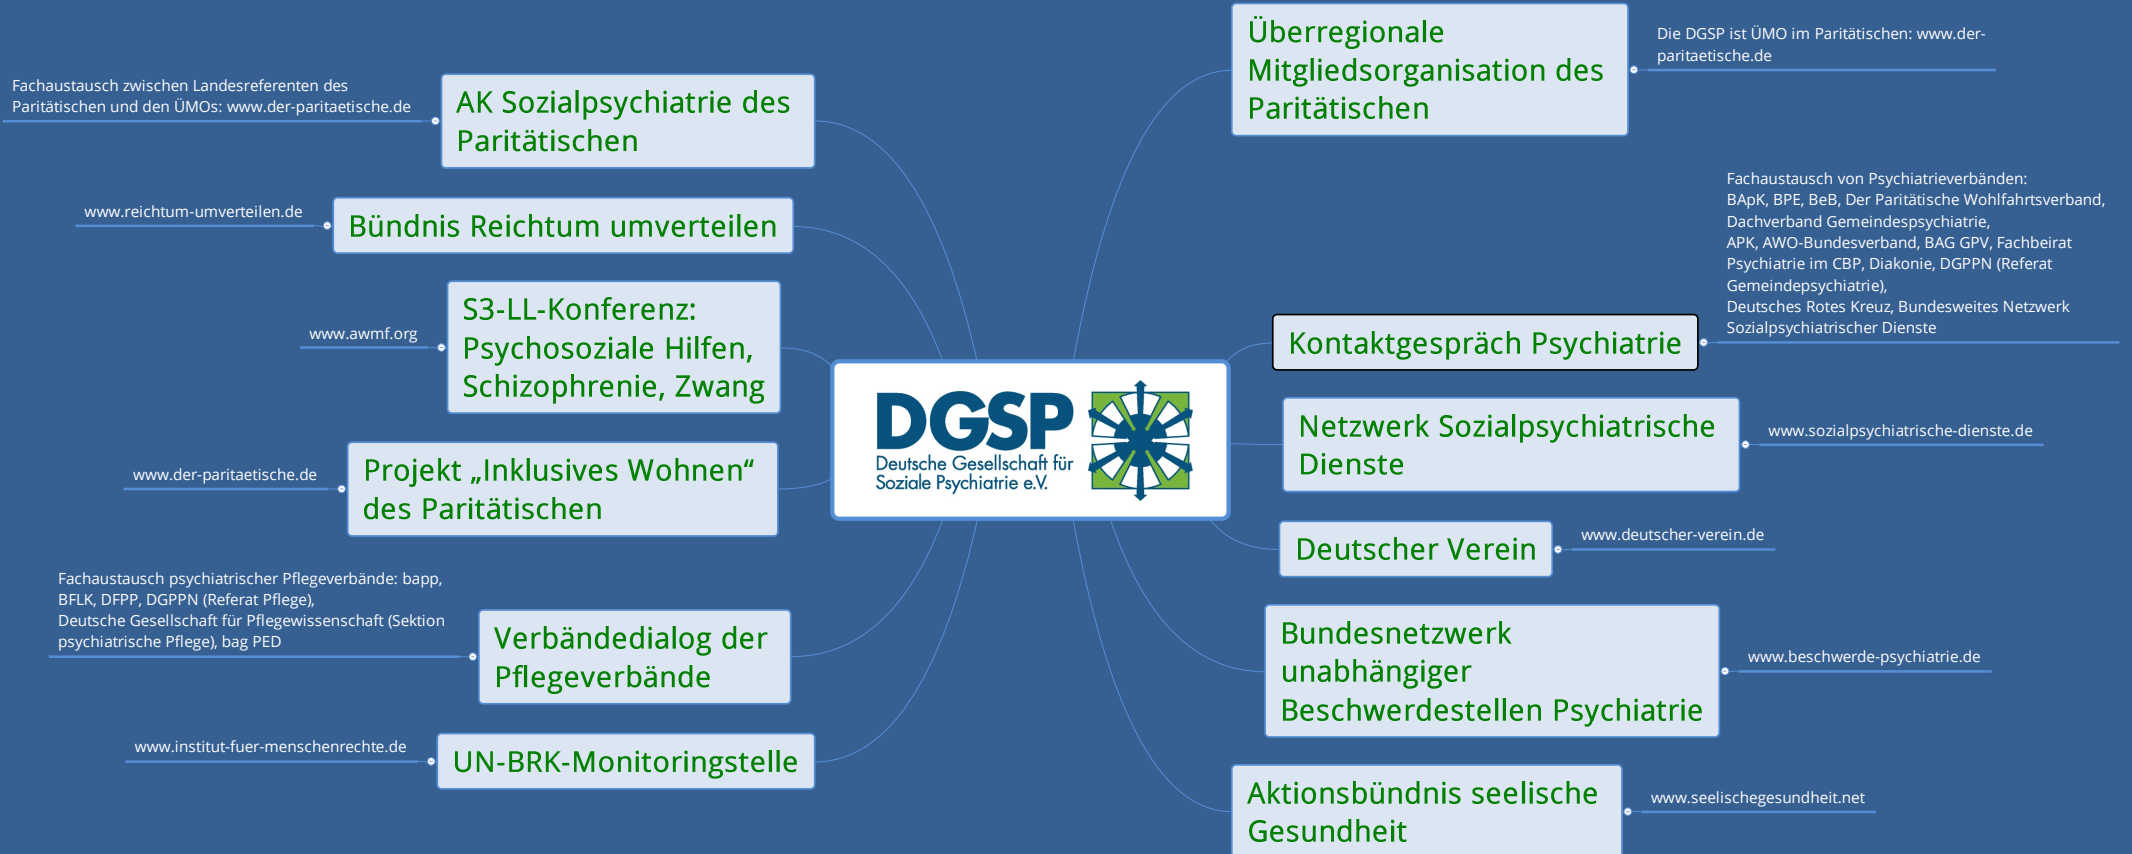 Fachaustausch zwischen Landesreferenten des
Paritätischen und den ÜMOs: www.der-paritaetische.de
AK Sozialpsychiatrie des
Paritätischen
www.reichtum-umverteilen.de
Bündnis Reichtum umverteilen
www.awmf.org
S3-LL-Konferenz:
Psychosoziale Hilfen,
Schizophrenie, Zwang
www.der-paritaetische.de
Projekt „Inklusives Wohnen“
des Paritätischen
Fachaustausch psychiatrischer Pflegeverbände: bapp,
BFLK, DFPP, DGPPN (Referat Pflege),
Deutsche Gesellschaft für Pflegewissenschaft (Sektion
psychiatrische Pflege), bag PED
Verbändedialog der
Pflegeverbände
www.institut-fuer-menschenrechte.de
UN-BRK-Monitoringstelle
DGSP
Deutsche Gesellschaft für
Soziale Psychiatrie e.V.
Überregionale
Mitgliedsorganisation des
Paritätischen
Die DGSP ist ÜMO im Paritätischen: www.der-
paritaetische.de
Kontaktgespräch Psychiatrie
Fachaustausch von Psychiatrieverbänden:
BApK, BPE, BeB, Der Paritätische Wohlfahrtsverband,
Dachverband Gemeindespsychiatrie,
APK, AWO-Bundesverband, BAG GPV, Fachbeirat
Psychiatrie im CBP, Diakonie, DGPPN (Referat
Gemeindepsychiatrie),
Deutsches Rotes Kreuz, Bundesweites Netzwerk
Sozialpsychiatrischer Dienste
Netzwerk Sozialpsychiatrische
Dienste
www.sozialpsychiatrische-dienste.de
Deutscher Verein
www.deutscher-verein.de
Bundesnetzwerk
unabhängiger
Beschwerdestellen Psychiatrie
www.beschwerde-psychiatrie.de
Aktionsbündnis seelische
Gesundheit
www.seelischegesundheit.net